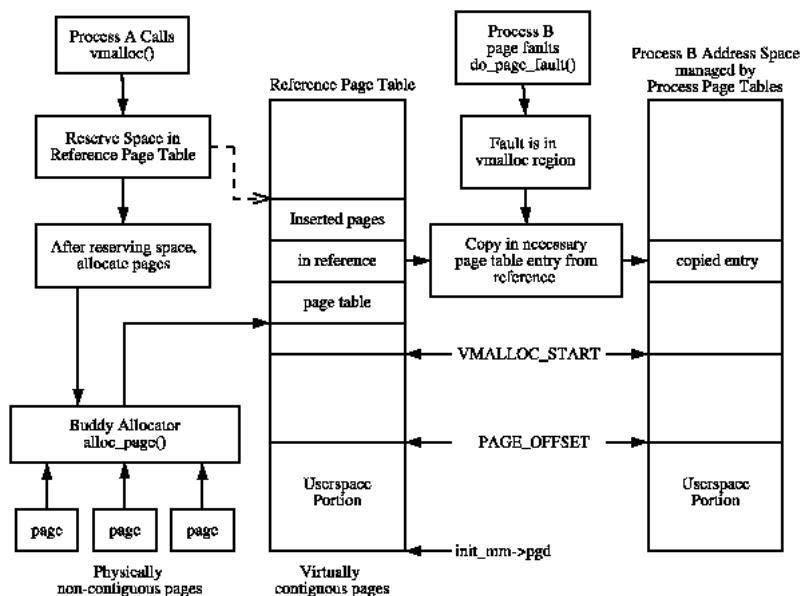 Process A Calls
vmalloc()
Process B
page faults
do_page_fault()
Process B Address Space
managed by
Process Page Tables
Reference Page Table
Reserve Space in
Reference Page Table
Fault is in
vmalloc region
Inserted pages
After reserving space,
allocate pages
in reference
Copy in necessary
page table entry from
reference
copied entry
page table
VMALLOC_START
Buddy Allocator
alloc_page()
PAGE_OFFSET
Userspace
Portion
Userspace
Portion
page
page
page
init_mm->pgd
Physically
non-contiguous pages
Virtually
contiguous pages